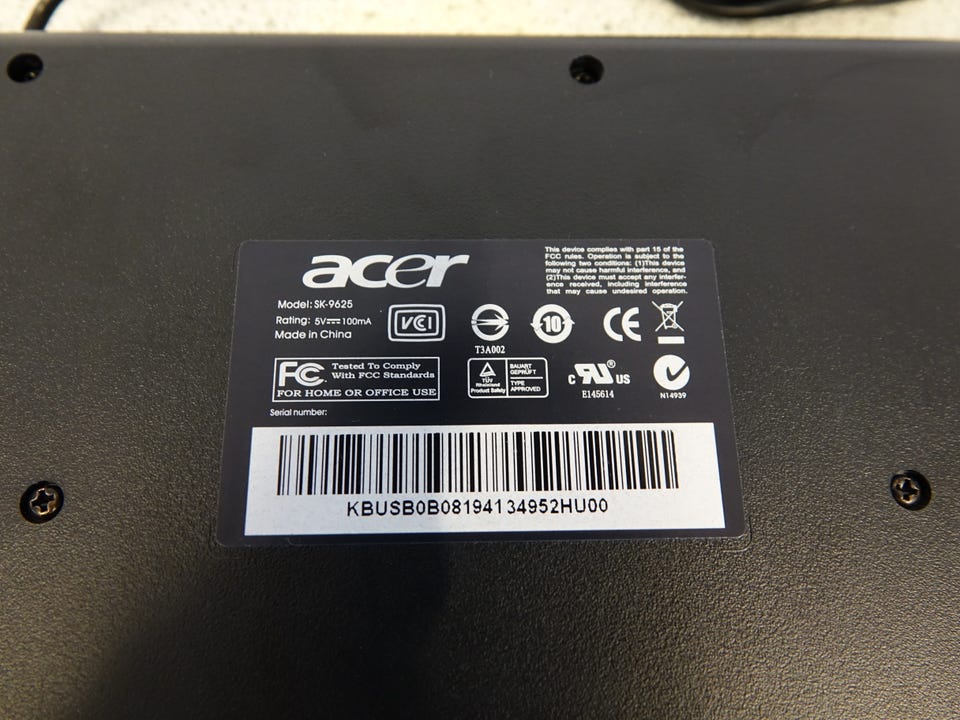 acer
This device complies with part 15 of the
FCC rules. Operation is subject to the
following two conditions: (1)This device
may not cause harmful interference, and
(2)This device must accept any interfer-
ence received, including interference
that may cause undesired operation.
Model: SK-9625
Rating: 5V⎓100mA
Made in China
VCI
T3A002
10
CE
FC Tested To Comply
With FCC Standards
FOR HOME OR OFFICE USE
TÜV
Rheinland
Product Safety
BAUART
GEPRÜFT
TYPE
APPROVED
c RU® US
E145614
N14939
Serial number:
KBUSB0B08194134952HU00